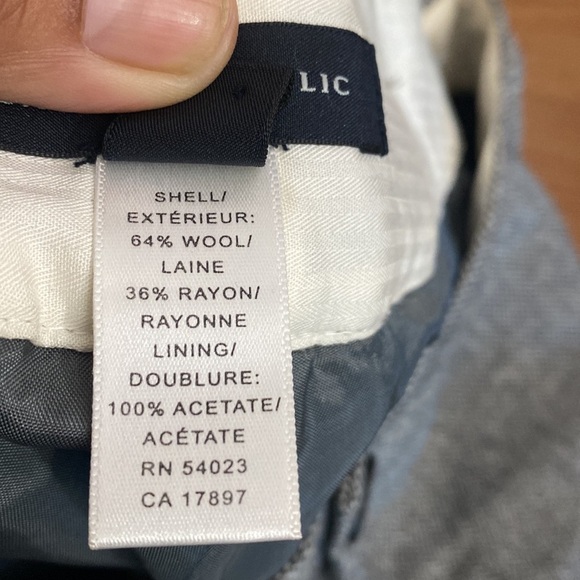 LIC
SHELL/
EXTÉRIEUR:
64% WOOL/
LAINE
36% RAYON/
RAYONNE
LINING/
DOUBLURE:
100% ACETATE/
ACÉTATE
RN 54023
CA 17897